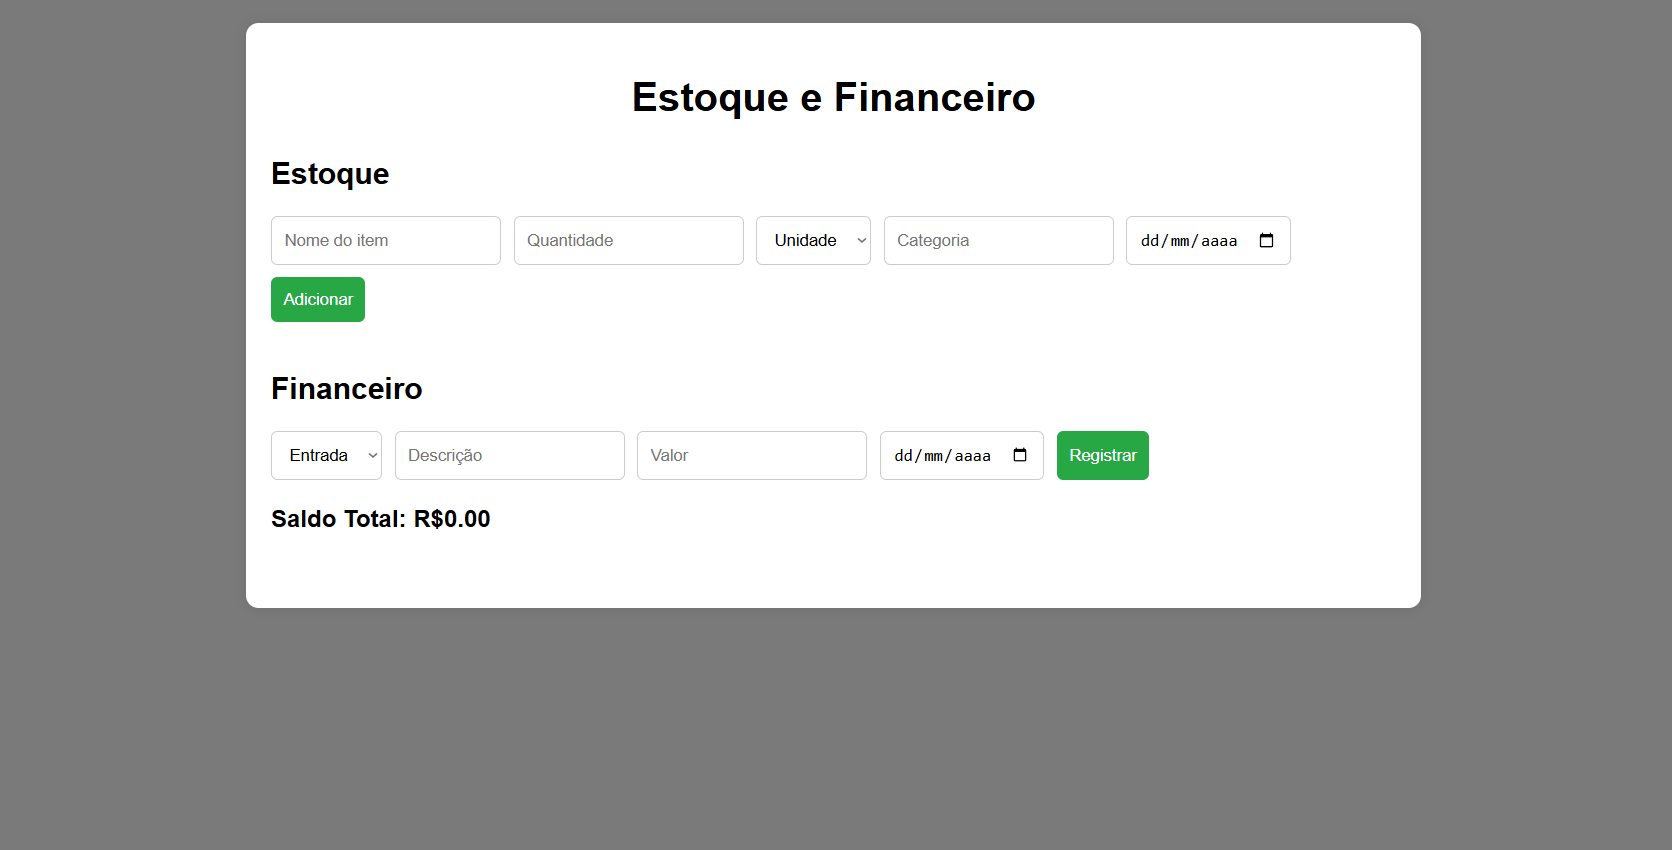 Estoque e Financeiro
Estoque
Nome do item Quantidade Unidade Categoria dd/mm/aaaa
Adicionar
Financeiro
Entrada Descrição Valor dd/mm/aaaa Registrar
Saldo Total: R$0.00